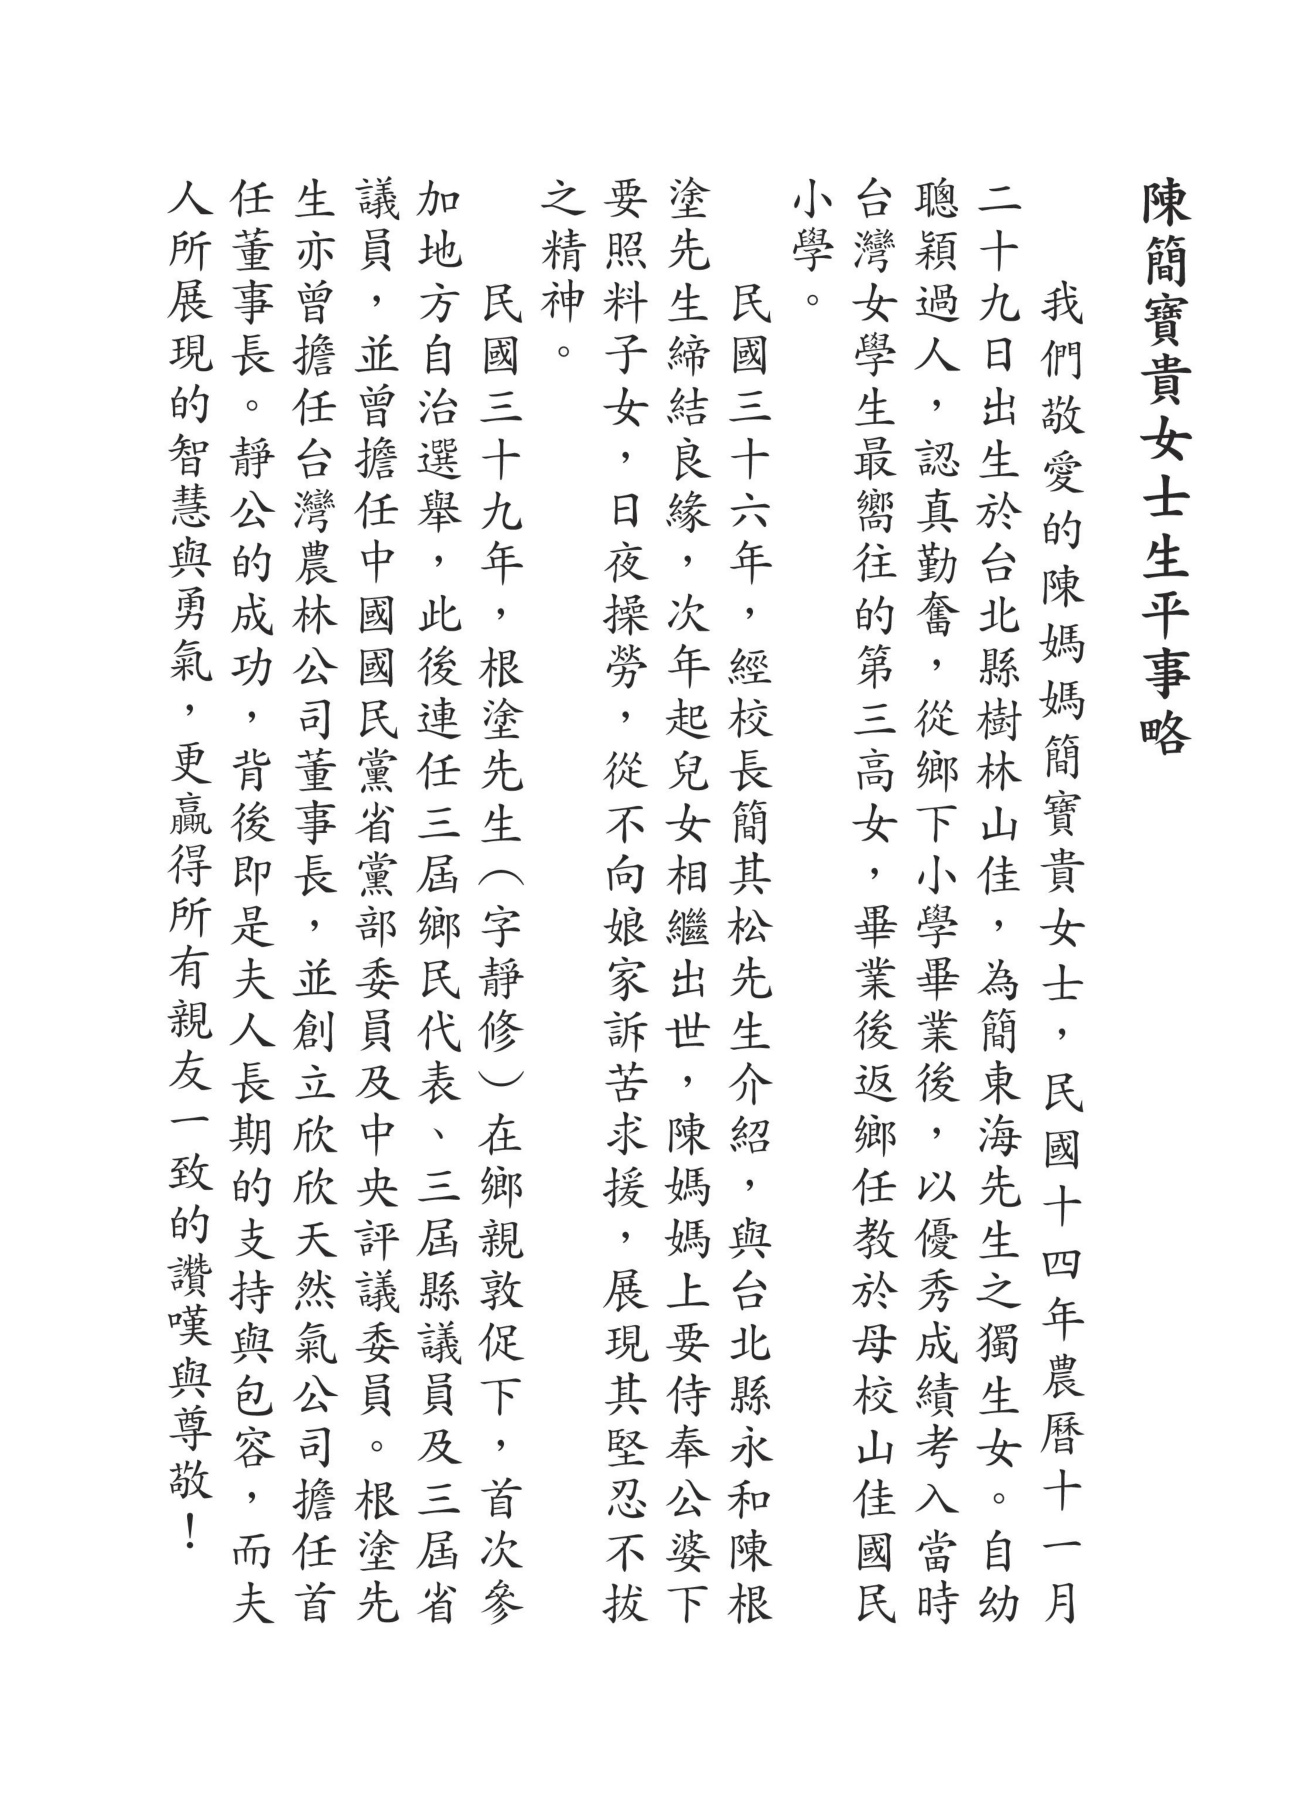 陳簡寶貴女士生平事略
我們敬愛的陳媽媽簡寶貴女士，民國十四年農曆十一月
二十九日出生於台北縣樹林山佳，為簡東海先生之獨生女。自幼
聰穎過人，認真勤奮，從鄉下小學畢業後，以優秀成績考入當時
台灣女學生最嚮往的第三高女，畢業後返鄉任教於母校山佳國民
小學。
民國三十六年，經校長簡其松先生介紹，與台北縣永和陳根
塗先生締結良緣，次年起兒女相繼出世，陳媽媽上要侍奉公婆下
要照料子女，日夜操勞，從不向娘家訴苦求援，展現其堅忍不拔
之精神。
民國三十九年，根塗先生（字靜修）在鄉親敦促下，首次參
加地方自治選舉，此後連任三屆鄉民代表、三屆縣議員及三屆省
議員，並曾擔任中國國民黨省黨部委員及中央評議委員。根塗先
生亦曾擔任台灣農林公司董事長，並創立欣欣天然氣公司擔任首
任董事長。靜公的成功，背後即是夫人長期的支持與包容，而夫
人所展現的智慧與勇氣，更贏得所有親友一致的讚嘆與尊敬！